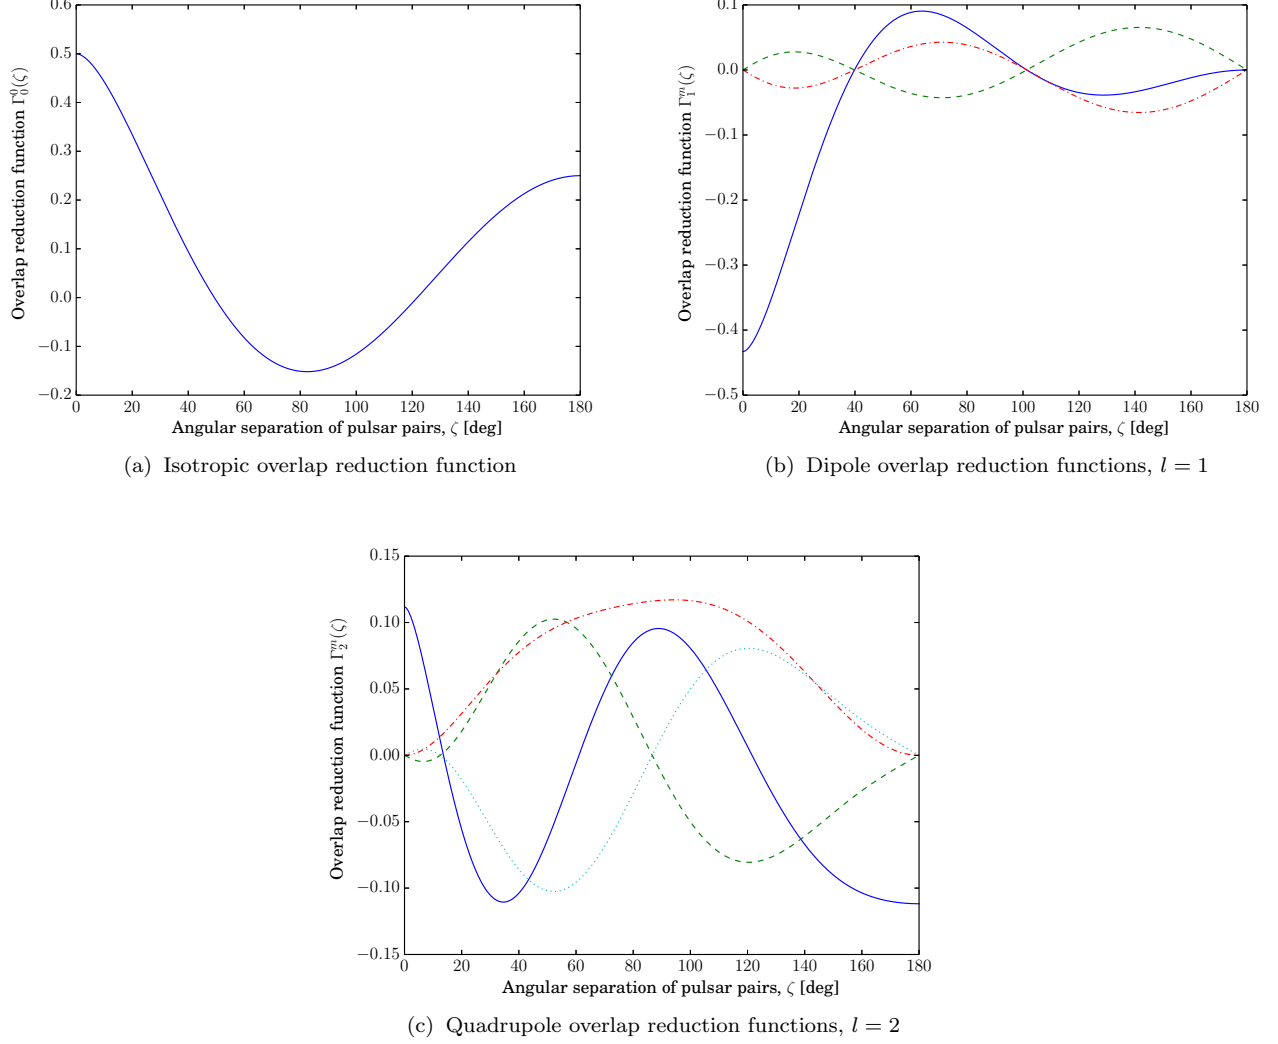 0.6
0.5
0.4
0.3
0.2
0.1
0.0
−0.1
−0.2
Overlap reduction function Γ₀⁰(ζ)
0 20 40 60 80 100 120 140 160 180
Angular separation of pulsar pairs, ζ [deg]
(a) Isotropic overlap reduction function
0.1
0.0
−0.1
−0.2
−0.3
−0.4
−0.5
Overlap reduction function Γ₁ᵐ(ζ)
0 20 40 60 80 100 120 140 160 180
Angular separation of pulsar pairs, ζ [deg]
(b) Dipole overlap reduction functions, l = 1
0.15
0.10
0.05
0.00
−0.05
−0.10
−0.15
Overlap reduction function Γ₂ᵐ(ζ)
0 20 40 60 80 100 120 140 160 180
Angular separation of pulsar pairs, ζ [deg]
(c) Quadrupole overlap reduction functions, l = 2